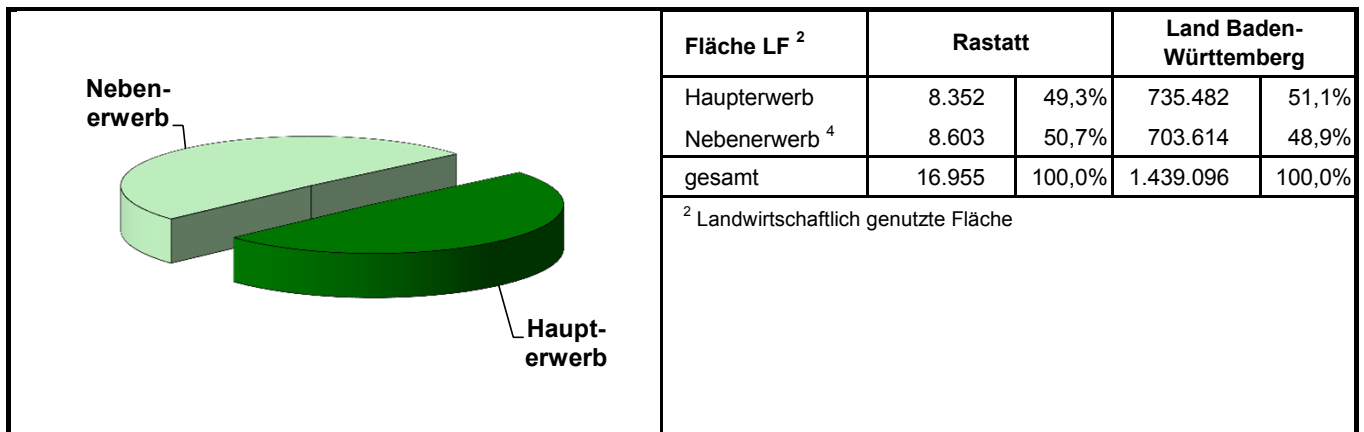 Neben-
erwerb
Haupt-
erwerb
Fläche LF ² Rastatt Land Baden-
Württemberg
Haupterwerb 8.352 49,3% 735.482 51,1%
Nebenerwerb ⁴ 8.603 50,7% 703.614 48,9%
gesamt 16.955 100,0% 1.439.096 100,0%
² Landwirtschaftlich genutzte Fläche